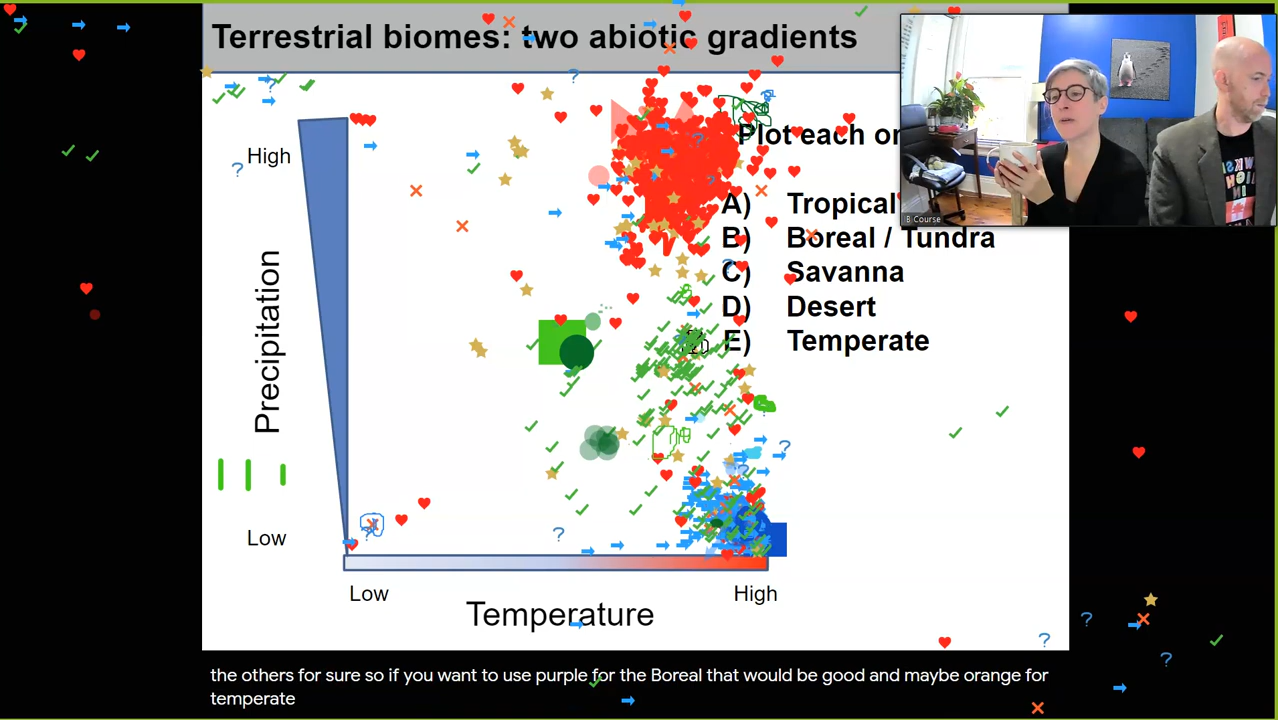 Terrestrial biomes: two abiotic gradients
Plot each
High
A) Tropical
B) Boreal / Tundra
C) Savanna
D) Desert
E) Temperate
Precipitation
Low
Low
High
Temperature
B Course
the others for sure so if you want to use purple for the Boreal that would be good and maybe orange for
temperate